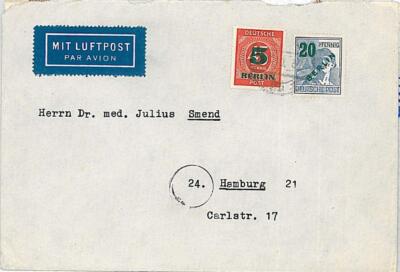 MIT LUFTPOST
PAR AVION
DEUTSCHE
5
BERLIN
POST
20 PFENNIG
BERLIN
DEUTSCHE POST
Herrn Dr. med. Julius Smend
24. Hamburg 21
Carlstr. 17